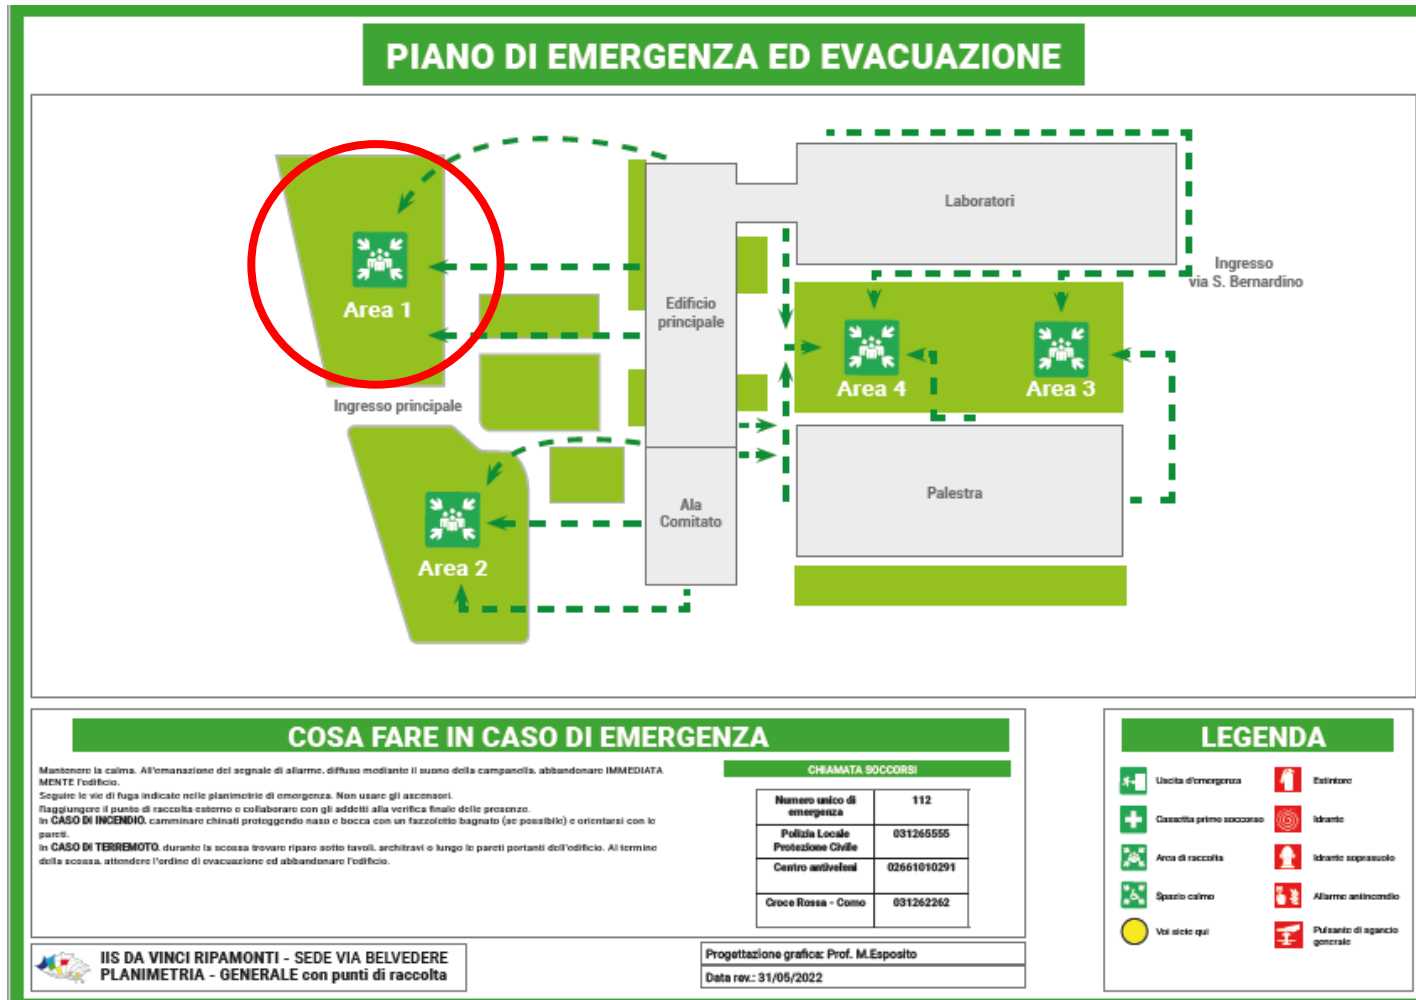 PIANO DI EMERGENZA ED EVACUAZIONE
Laboratori
Ingresso
via S. Bernardino
Area 1
Edificio
principale
Area 4
Area 3
Ingresso principale
Palestra
Ala
Comitato
Area 2
COSA FARE IN CASO DI EMERGENZA
Mantenere la calma. All'emanazione del segnale di allarme, diffuso mediante il suono della campanella, abbandonare IMMEDIATA
MENTE l'edificio.
Seguire le vie di fuga indicate nelle planimetrie di emergenza. Non usare gli ascensori.
Raggiungere il punto di raccolta esterno e collaborare con gli addetti alla verifica finale delle presenze.
In CASO DI INCENDIO, camminare chinati proteggendo naso e bocca con un fazzoletto bagnato (se possibile) e orientarsi con le
pareti.
In CASO DI TERREMOTO, durante la scossa trovare riparo sotto tavoli, architravi o lungo le pareti portanti dell'edificio. Al termine
della scossa, attendere l'ordine di evacuazione ed abbandonare l'edificio.
CHIAMATA SOCCORSI
Numero unico di
emergenza
112
Polizia Locale
Protezione Civile
031265555
Centro antiveleni
02661010291
Croce Rossa - Como
031262262
LEGENDA
Uscita d'emergenza
Estintore
Cassetta primo soccorso
Idrante
Area di raccolta
Idrante soprasuolo
Spazio calmo
Allarme antincendio
Voi siete qui
Pulsante di sgancio
generale
IIS DA VINCI RIPAMONTI - SEDE VIA BELVEDERE
PLANIMETRIA - GENERALE con punti di raccolta
Progettazione grafica: Prof. M.Esposito
Data rev.: 31/05/2022